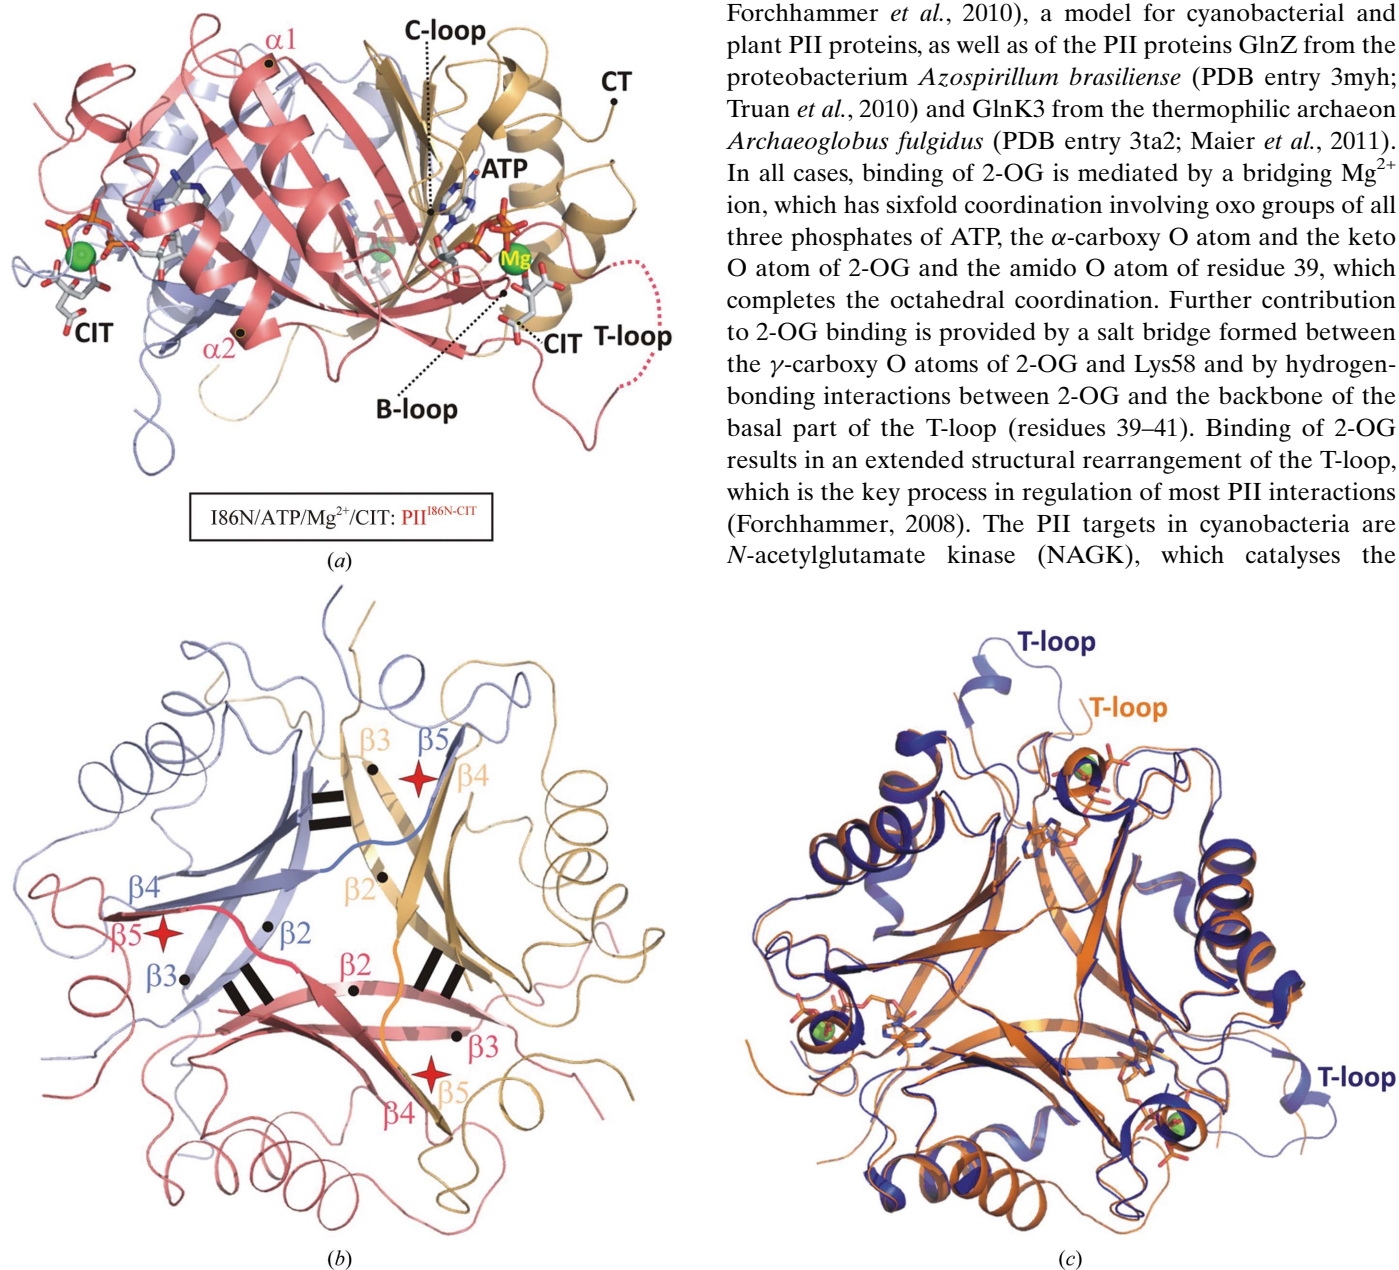 α1
C-loop
CT
ATP
Mg
CIT
α2
CIT
T-loop
B-loop
I86N/ATP/Mg²⁺/CIT: PIIᴵ⁸⁶ᴺ⁻ᶜᴵᵀ
(a)
Forchhammer et al., 2010), a model for cyanobacterial and
plant PII proteins, as well as of the PII proteins GlnZ from the
proteobacterium Azospirillum brasiliense (PDB entry 3myh;
Truan et al., 2010) and GlnK3 from the thermophilic archaeon
Archaeoglobus fulgidus (PDB entry 3ta2; Maier et al., 2011).
In all cases, binding of 2-OG is mediated by a bridging Mg²⁺
ion, which has sixfold coordination involving oxo groups of all
three phosphates of ATP, the α-carboxy O atom and the keto
O atom of 2-OG and the amido O atom of residue 39, which
completes the octahedral coordination. Further contribution
to 2-OG binding is provided by a salt bridge formed between
the γ-carboxy O atoms of 2-OG and Lys58 and by hydrogen-
bonding interactions between 2-OG and the backbone of the
basal part of the T-loop (residues 39–41). Binding of 2-OG
results in an extended structural rearrangement of the T-loop,
which is the key process in regulation of most PII interactions
(Forchhammer, 2008). The PII targets in cyanobacteria are
N-acetylglutamate kinase (NAGK), which catalyses the
β3
β5
β4
β2
β4
β5
β2
β3
β2
β3
β5
β4
(b)
T-loop
T-loop
T-loop
(c)